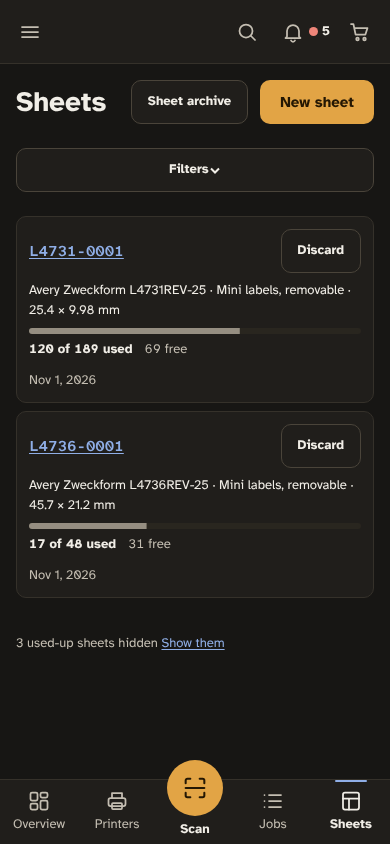 5
Sheets
Sheet archive
New sheet
Filters
L4731-0001
Discard
Avery Zweckform L4731REV-25 · Mini labels, removable ·
25.4 × 9.98 mm
120 of 189 used 69 free
Nov 1, 2026
L4736-0001
Discard
Avery Zweckform L4736REV-25 · Mini labels, removable ·
45.7 × 21.2 mm
17 of 48 used 31 free
Nov 1, 2026
3 used-up sheets hidden Show them
Overview
Printers
Scan
Jobs
Sheets